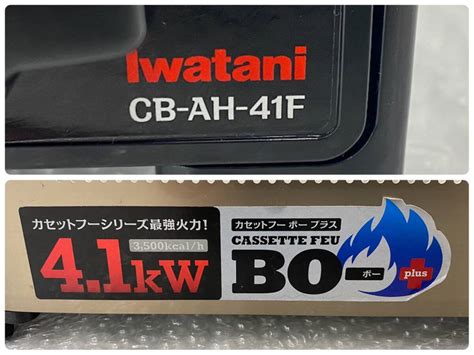 Iwatani
CB-AH-41F
カセットフーシリーズ最強火力!
3,500kcal/h
4.1kW
カセットフー ボー プラス
CASSETTE FEU
BO-
ボー
plus